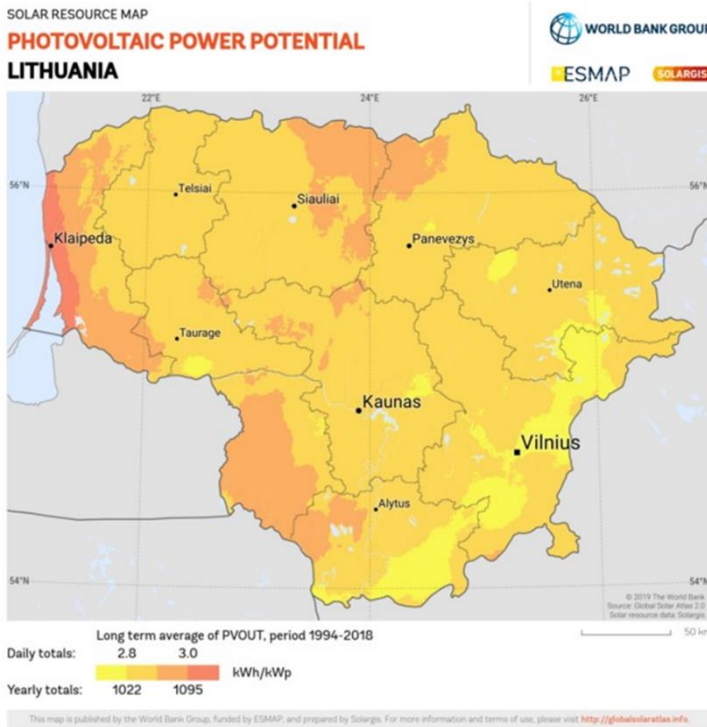 SOLAR RESOURCE MAP
PHOTOVOLTAIC POWER POTENTIAL
LITHUANIA
WORLD BANK GROUP
ESMAP
SOLARGIS
22°E
24°E
26°E
56°N
56°N
Telsiai
Siauliai
Klaipeda
Panevezys
Utena
Taurage
Kaunas
Vilnius
Alytus
54°N
54°N
© 2019 The World Bank
Source: Global Solar Atlas 2.0
Solar resource data: Solargis.
Long term average of PVOUT, period 1994-2018
50 km
Daily totals: 2.8 3.0
kWh/kWp
Yearly totals: 1022 1095
This map is published by the World Bank Group, funded by ESMAP, and prepared by Solargis. For more information and terms of use, please visit http://globalsolaratlas.info.